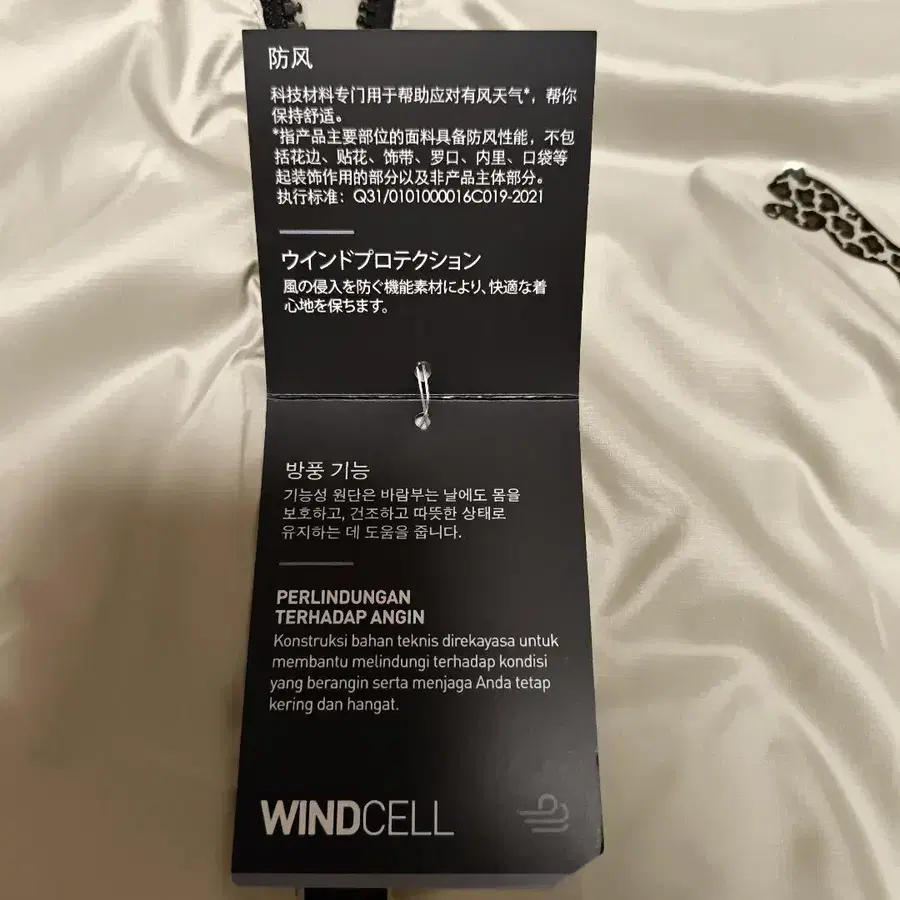 防风
科技材料专门用于帮助应对有风天气*，帮你
保持舒适。
*指产品主要部位的面料具备防风性能，不包
括花边、贴花、饰带、罗口、内里、口袋等
起装饰作用的部分以及非产品主体部分。
执行标准：Q31/0101000016C019-2021
ウインドプロテクション
風の侵入を防ぐ機能素材により、快適な着
心地を保ちます。
방풍 기능
기능성 원단은 바람부는 날에도 몸을
보호하고, 건조하고 따뜻한 상태로
유지하는 데 도움을 줍니다.
PERLINDUNGAN
TERHADAP ANGIN
Konstruksi bahan teknis direkayasa untuk
membantu melindungi terhadap kondisi
yang berangin serta menjaga Anda tetap
kering dan hangat.
WINDCELL